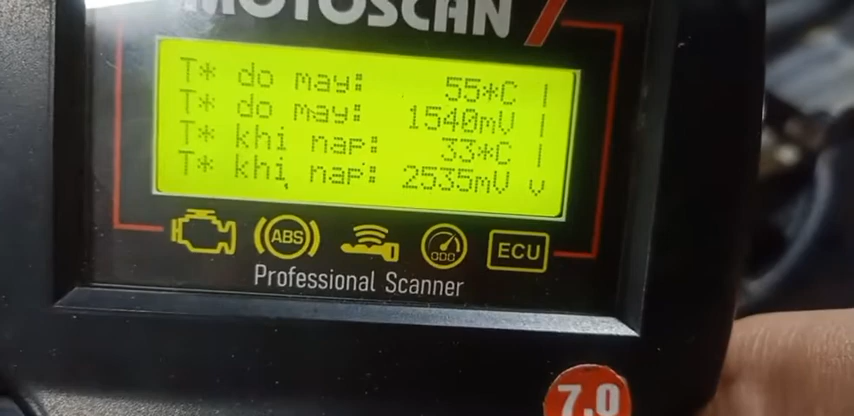 MOTOSCAN 7
T* do may: 55*C |
T* do may: 1540mV |
T* khi nap: 33*C |
T* khi nap: 2535mV v
ABS
ECU
Professional Scanner
7.0